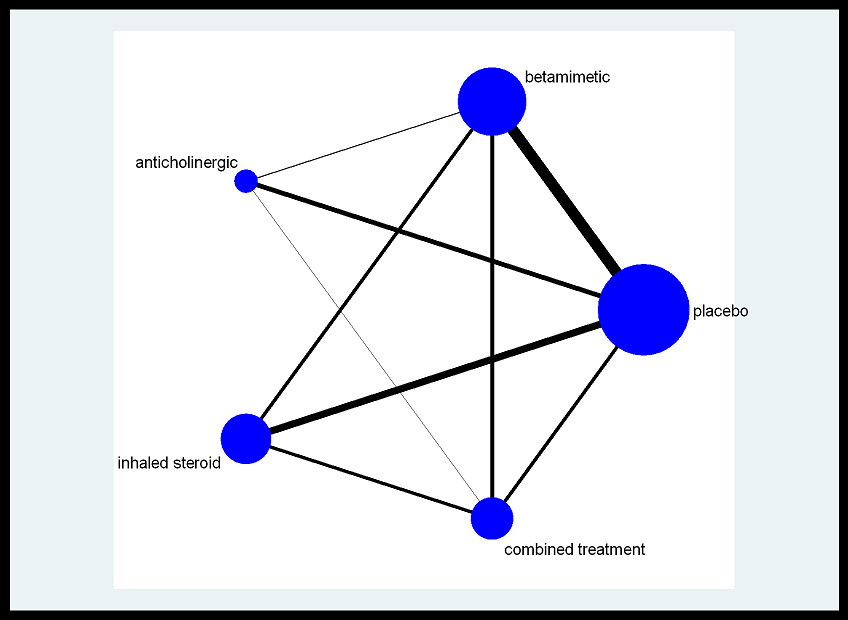 betamimetic
anticholinergic
placebo
inhaled steroid
combined treatment